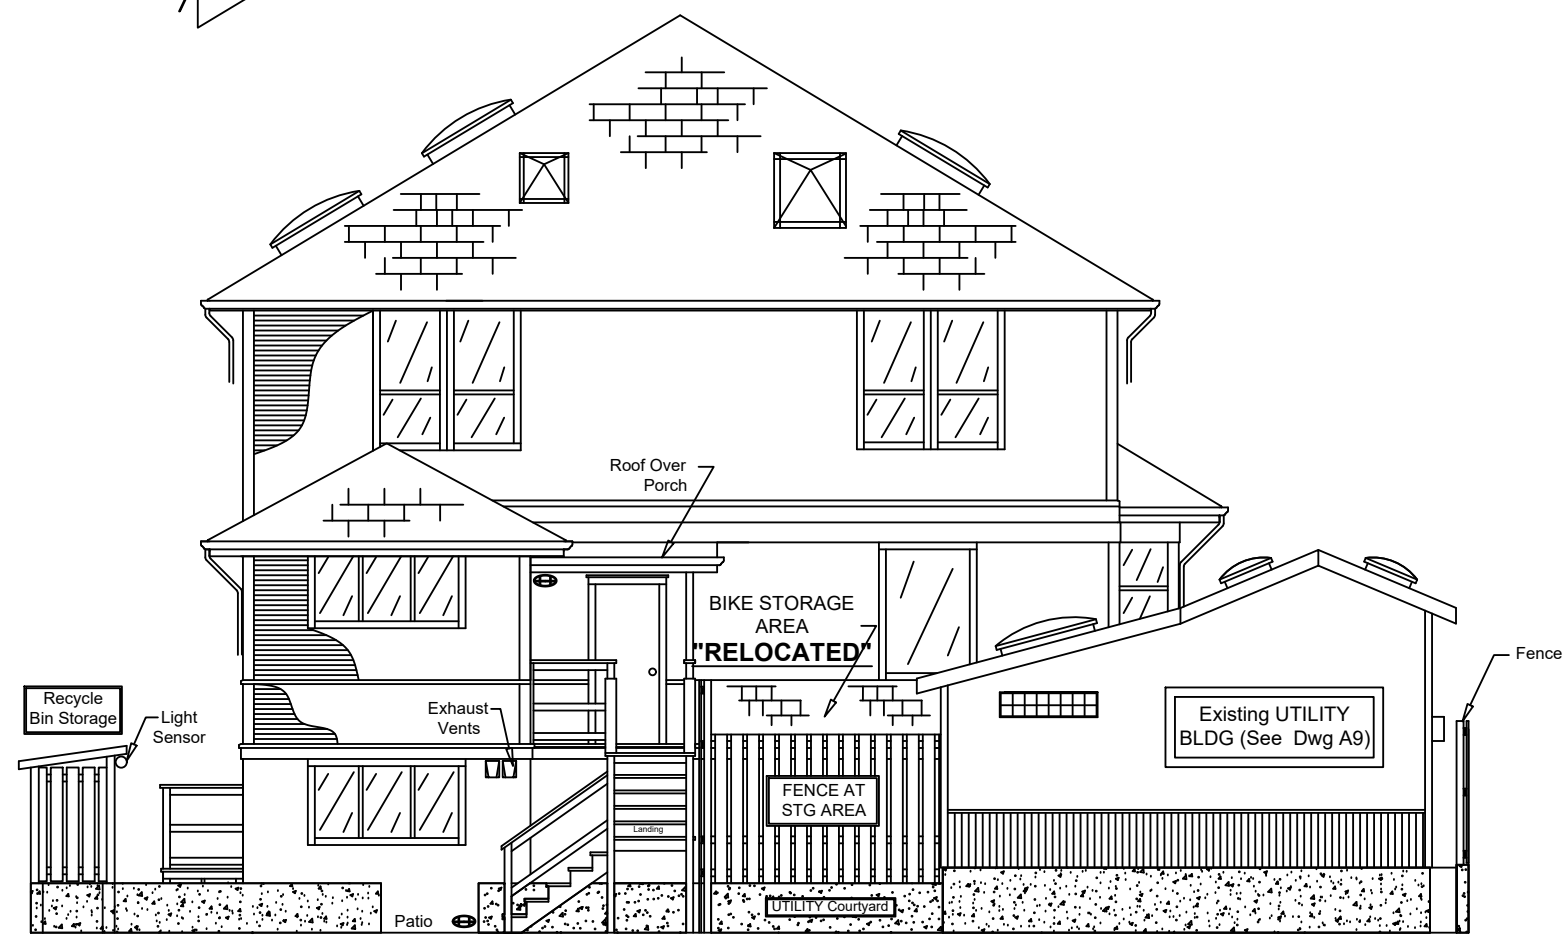 Roof Over
Porch
BIKE STORAGE
AREA
"RELOCATED"
Fence
Recycle
Bin Storage
Light
Sensor
Exhaust
Vents
Existing UTILITY
BLDG (See Dwg A9)
FENCE AT
STG AREA
Landing
UTILITY Courtyard
Patio